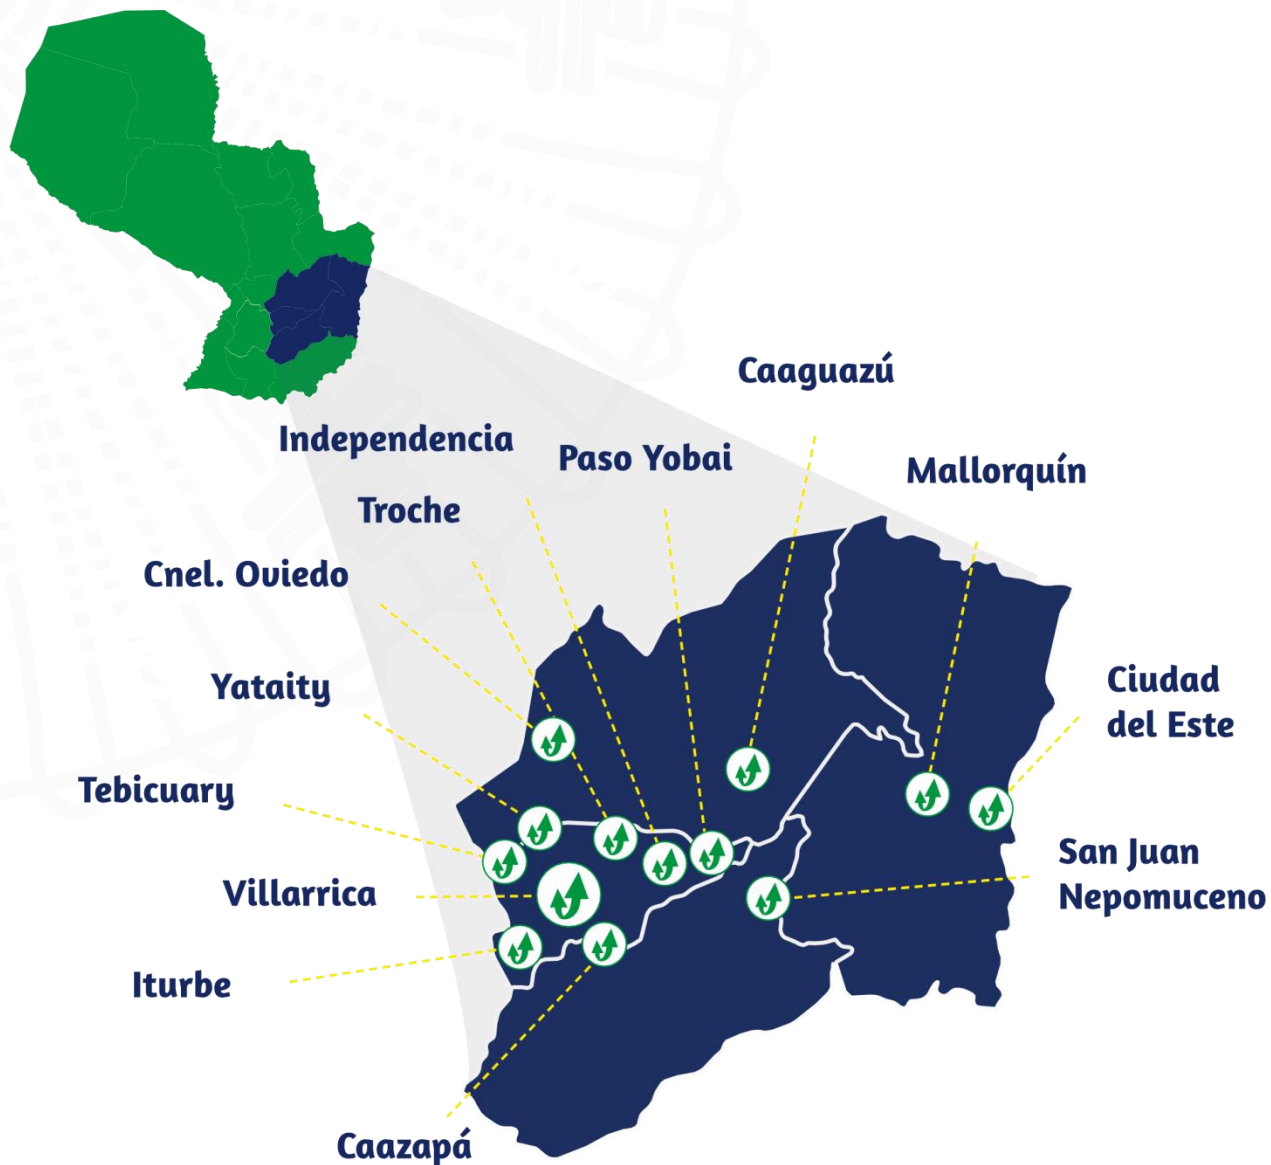 Caaguazú
Independencia
Paso Yobai
Mallorquín
Troche
Cnel. Oviedo
Yataity
Ciudad
del Este
Tebicuary
San Juan
Nepomuceno
Villarrica
Iturbe
Caazapá